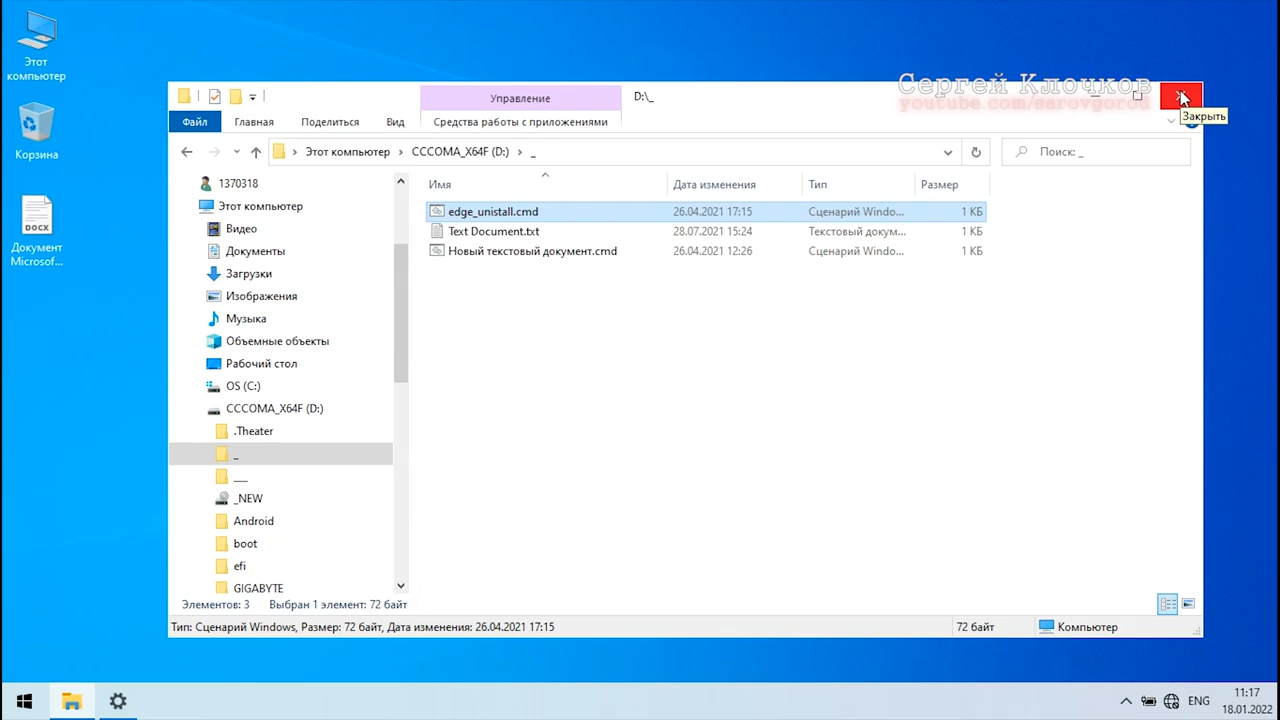 Этот
компьютер
Корзина
DOCX
Документ
Microsof...
Управление
D:\_
Сергей Клочков
youtube.com/sarovgorod
Закрыть
Файл
Главная
Поделиться
Вид
Средства работы с приложениями
Этот компьютер
CCCOMA_X64F (D:)
_
Поиск: _
1370318
Этот компьютер
Видео
Документы
Загрузки
Изображения
Музыка
Объемные объекты
Рабочий стол
OS (C:)
CCCOMA_X64F (D:)
.Theater
_
__
_NEW
Android
boot
efi
GIGABYTE
Имя Дата изменения Тип Размер
edge_unistall.cmd 26.04.2021 17:15 Сценарий Windo... 1 КБ
Text Document.txt 28.07.2021 15:24 Текстовый докум... 1 КБ
Новый текстовый документ.cmd 26.04.2021 12:26 Сценарий Windo... 1 КБ
Элементов: 3 Выбран 1 элемент: 72 байт
Тип: Сценарий Windows, Размер: 72 байт, Дата изменения: 26.04.2021 17:15 72 байт Компьютер
ENG
11:17
18.01.2022